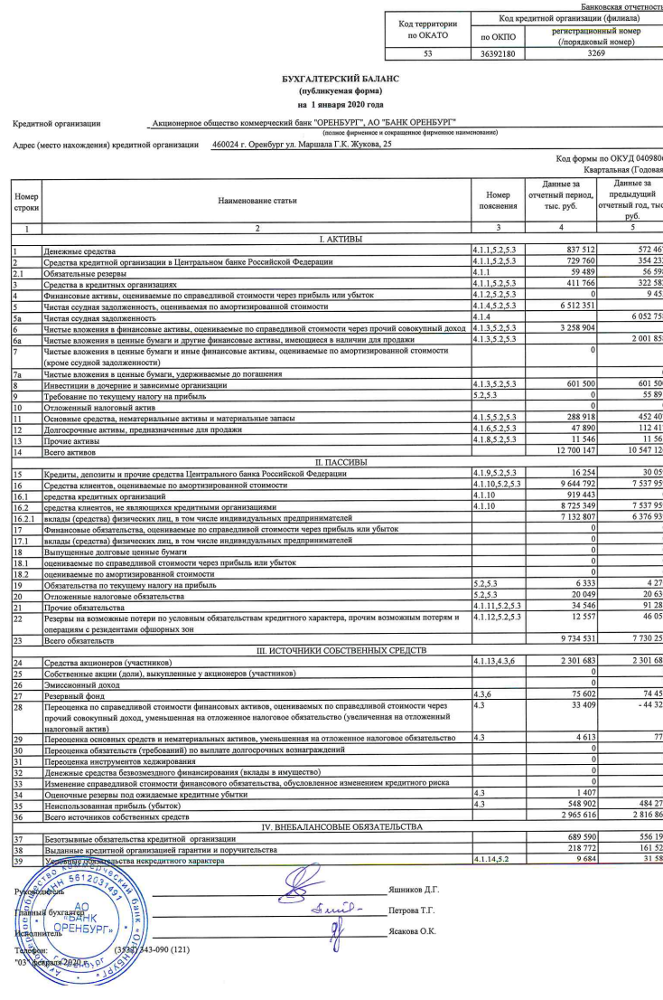 Банковская отчетность
Код территории по ОКАТО
Код кредитной организации (филиала)
по ОКПО
регистрационный номер (/порядковый номер)
53 36392180 3269
БУХГАЛТЕРСКИЙ БАЛАНС
(публикуемая форма)
на 1 января 2020 года
Кредитной организации Акционерное общество коммерческий банк "ОРЕНБУРГ", АО "БАНК ОРЕНБУРГ"
(полное фирменное и сокращенное фирменное наименование)
Адрес (место нахождения) кредитной организации 460024 г. Оренбург ул. Маршала Г.К. Жукова, 25
Код формы по ОКУД 040980
Квартальная (Годовая
Номер строки
Наименование статьи
Номер пояснения
Данные за отчетный период, тыс. руб.
Данные за предыдущий отчетный год, тыс. руб.
1 2 3 4 5
I. АКТИВЫ
1 Денежные средства 4.1.1,5.2,5.3 837 512 572 46
2 Средства кредитной организации в Центральном банке Российской Федерации 4.1.1,5.2,5.3 729 760 354 23
2.1 Обязательные резервы 4.1.1 59 489 56 59
3 Средства в кредитных организациях 4.1.1,5.2,5.3 411 766 322 58
4 Финансовые активы, оцениваемые по справедливой стоимости через прибыль или убыток 4.1.2,5.2,5.3 0 9 45
5 Чистая ссудная задолженность, оцениваемая по амортизированной стоимости 4.1.4,5.2,5.3 6 512 351
5а Чистая ссудная задолженность 4.1.4 6 052 75
6 Чистые вложения в финансовые активы, оцениваемые по справедливой стоимости через прочий совокупный доход 4.1.3,5.2,5.3 3 258 904
6а Чистые вложения в ценные бумаги и другие финансовые активы, имеющиеся в наличии для продажи 4.1.3,5.2,5.3 2 001 85
7 Чистые вложения в ценные бумаги и иные финансовые активы, оцениваемые по амортизированной стоимости 0
(кроме ссудной задолженности)
7а Чистые вложения в ценные бумаги, удерживаемые до погашения
8 Инвестиции в дочерние и зависимые организации 4.1.3,5.2,5.3 601 500 601 50
9 Требование по текущему налогу на прибыль 5.2,5.3 0 55 89
10 Отложенный налоговый актив 0
11 Основные средства, нематериальные активы и материальные запасы 4.1.5,5.2,5.3 288 918 452 40
12 Долгосрочные активы, предназначенные для продажи 4.1.6,5.2,5.3 47 890 112 41
13 Прочие активы 4.1.8,5.2,5.3 11 546 11 56
14 Всего активов 12 700 147 10 547 12
II. ПАССИВЫ
15 Кредиты, депозиты и прочие средства Центрального банка Российской Федерации 4.1.9,5.2,5.3 16 254 30 05
16 Средства клиентов, оцениваемые по амортизированной стоимости 4.1.10,5.2,5.3 9 644 792 7 537 95
16.1 средства кредитных организаций 4.1.10 919 443
16.2 средства клиентов, не являющихся кредитными организациями 4.1.10 8 725 349 7 537 95
16.2.1 вклады (средства) физических лиц, в том числе индивидуальных предпринимателей 7 132 807 6 376 93
17 Финансовые обязательства, оцениваемые по справедливой стоимости через прибыль или убыток 0
17.1 вклады (средства) физических лиц, в том числе индивидуальных предпринимателей 0
18 Выпущенные долговые ценные бумаги 0
18.1 оцениваемые по справедливой стоимости через прибыль или убыток 0
18.2 оцениваемые по амортизированной стоимости 0
19 Обязательства по текущему налогу на прибыль 5.2,5.3 6 333 4 27
20 Отложенные налоговые обязательства 5.2,5.3 20 049 20 63
21 Прочие обязательства 4.1.11,5.2,5.3 34 546 91 28
22 Резервы на возможные потери по условным обязательствам кредитного характера, прочим возможным потерям и 4.1.12,5.2,5.3 12 557 46 05
операциям с резидентами офшорных зон
23 Всего обязательств 9 734 531 7 730 25
III. ИСТОЧНИКИ СОБСТВЕННЫХ СРЕДСТВ
24 Средства акционеров (участников) 4.1.13,4.3,6 2 301 683 2 301 68
25 Собственные акции (доли), выкупленные у акционеров (участников) 0
26 Эмиссионный доход 0
27 Резервный фонд 4.3,6 75 602 74 45
28 Переоценка по справедливой стоимости финансовых активов, оцениваемых по справедливой стоимости через 4.3 33 409 - 44 32
прочий совокупный доход, уменьшенная на отложенное налоговое обязательство (увеличенная на отложенный
налоговый актив)
29 Переоценка основных средств и нематериальных активов, уменьшенная на отложенное налоговое обязательство 4.3 4 613 77
30 Переоценка обязательств (требований) по выплате долгосрочных вознаграждений 0
31 Переоценка инструментов хеджирования 0
32 Денежные средства безвозмездного финансирования (вклады в имущество) 0
33 Изменение справедливой стоимости финансового обязательства, обусловленное изменением кредитного риска 0
34 Оценочные резервы под ожидаемые кредитные убытки 4.3 1 407
35 Неиспользованная прибыль (убыток) 4.3 548 902 484 27
36 Всего источников собственных средств 2 965 616 2 816 86
IV. ВНЕБАЛАНСОВЫЕ ОБЯЗАТЕЛЬСТВА
37 Безотзывные обязательства кредитной организации 689 590 556 19
38 Выданные кредитной организацией гарантии и поручительства 218 772 161 52
39 Условные обязательства некредитного характера 4.1.14,5.2 9 684 31 58
Руководитель Яшников Д.Г.
Главный бухгалтер Петрова Т.Г.
Исполнитель Ясакова О.К.
Телефон: (3532) 343-090 (121)
"03" февраля 2020 г.
Акционерное общество коммерческий банк «ОРЕНБУРГ»
ИНН 5612031491
АО
«БАНК
ОРЕНБУРГ»
г. Оренбург